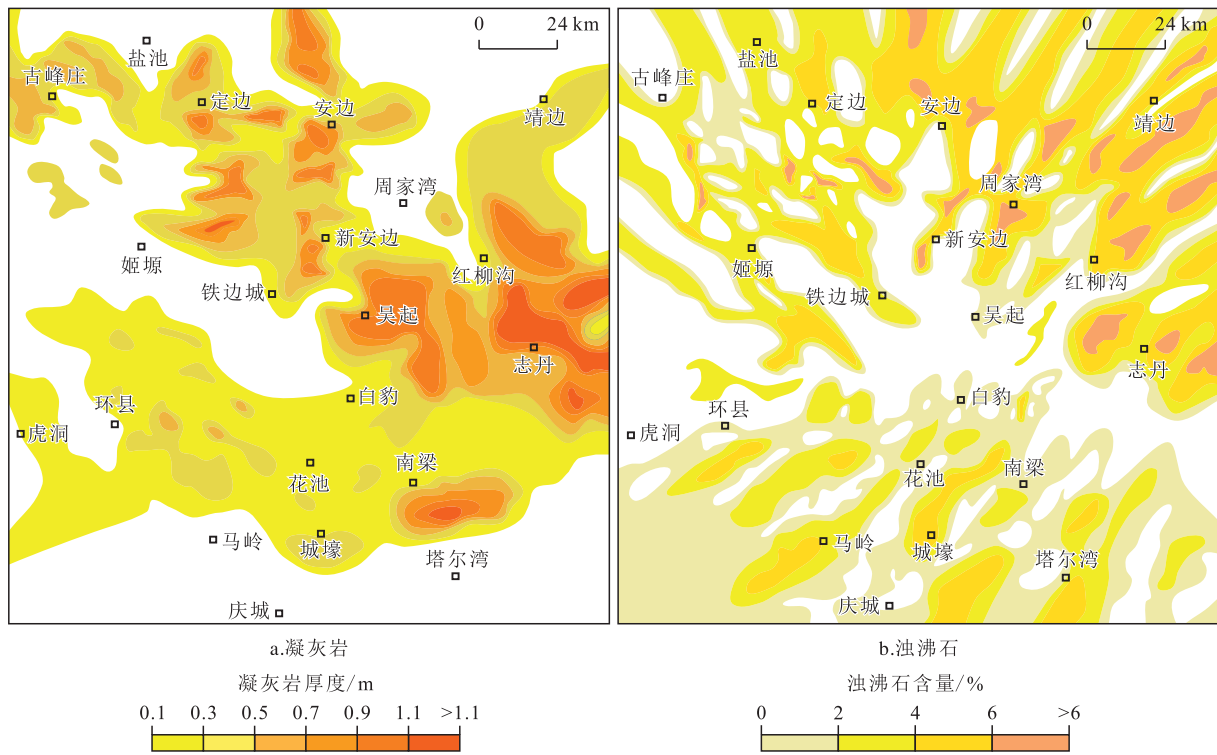 0 24 km
盐池
古峰庄
定边
安边
靖边
周家湾
新安边
姬塬
红柳沟
铁边城
吴起
志丹
白豹
环县
虎洞
南梁
花池
马岭
城壕
塔尔湾
庆城
a.凝灰岩
凝灰岩厚度/m
0.1 0.3 0.5 0.7 0.9 1.1 >1.1
0 24 km
盐池
古峰庄
定边
安边
靖边
周家湾
新安边
姬塬
红柳沟
铁边城
吴起
志丹
白豹
环县
虎洞
花池
南梁
马岭
城壕
塔尔湾
庆城
b.浊沸石
浊沸石含量/%
0 2 4 6 >6